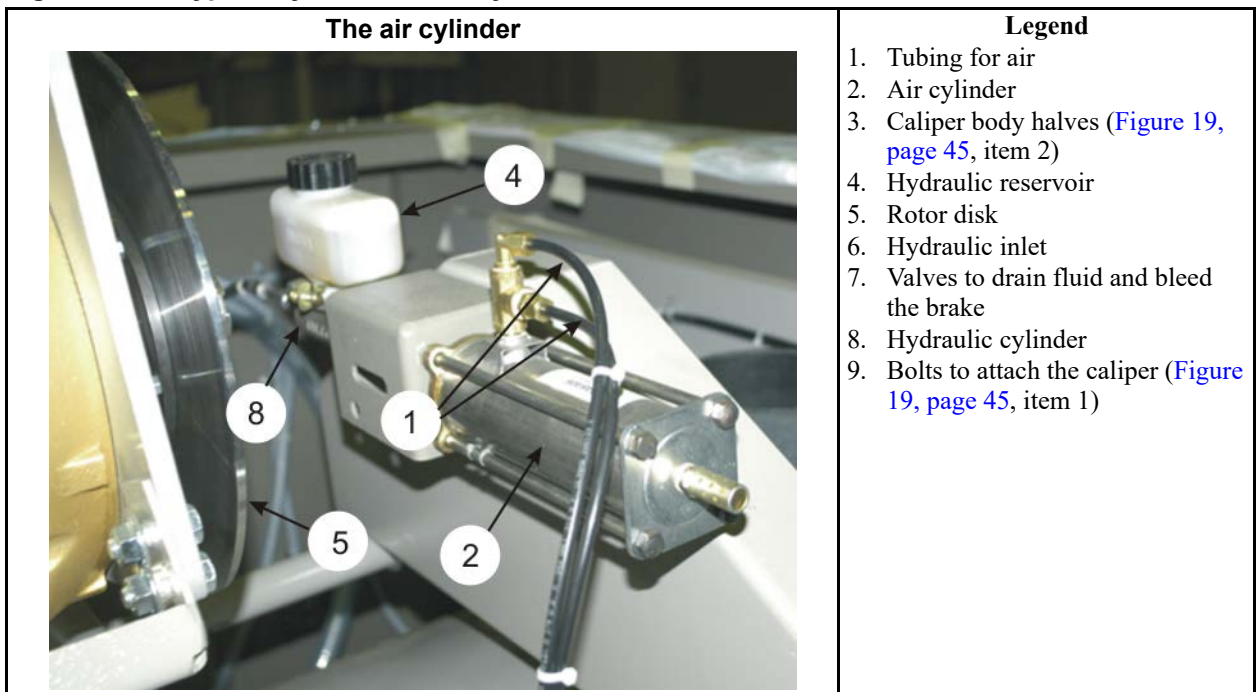 The air cylinder
4
8
1
5
2
Legend
1. Tubing for air
2. Air cylinder
3. Caliper body halves (Figure 19,
page 45, item 2)
4. Hydraulic reservoir
5. Rotor disk
6. Hydraulic inlet
7. Valves to drain fluid and bleed
the brake
8. Hydraulic cylinder
9. Bolts to attach the caliper (Figure
19, page 45, item 1)